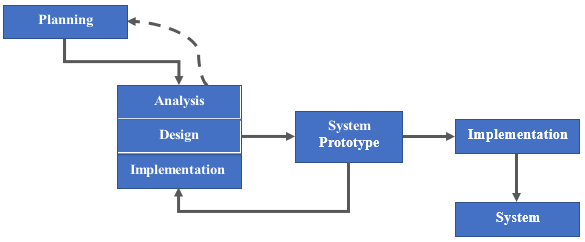 Planning
Analysis
Design
Implementation
System
Prototype
Implementation
System